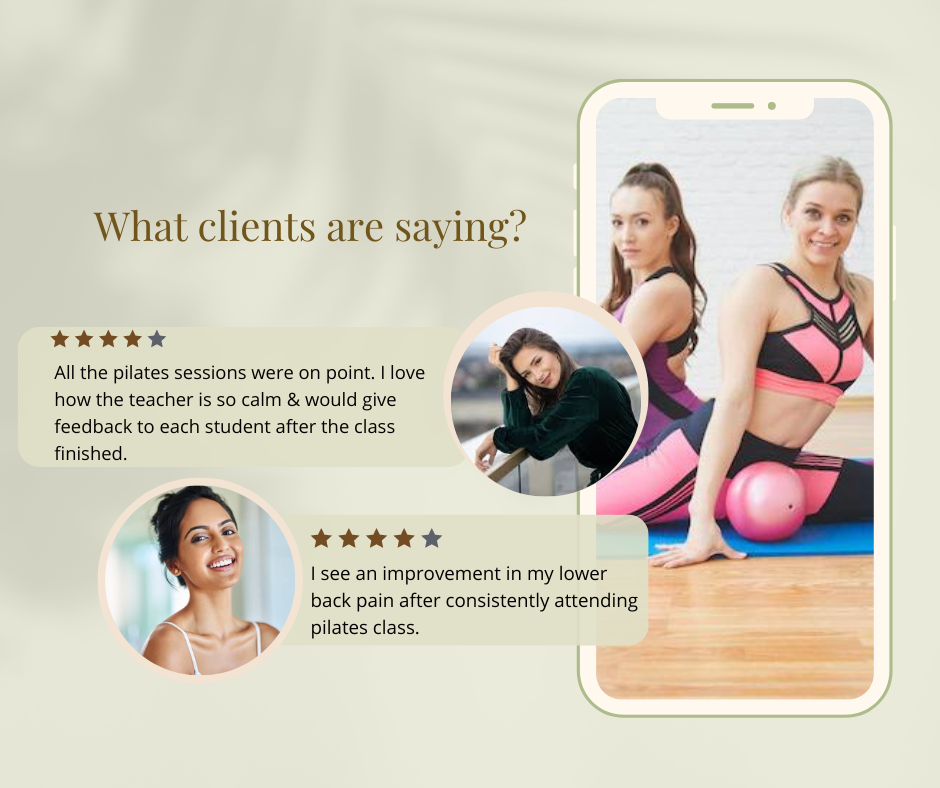 What clients are saying?
All the pilates sessions were on point. I love
how the teacher is so calm & would give
feedback to each student after the class
finished.
I see an improvement in my lower
back pain after consistently attending
pilates class.